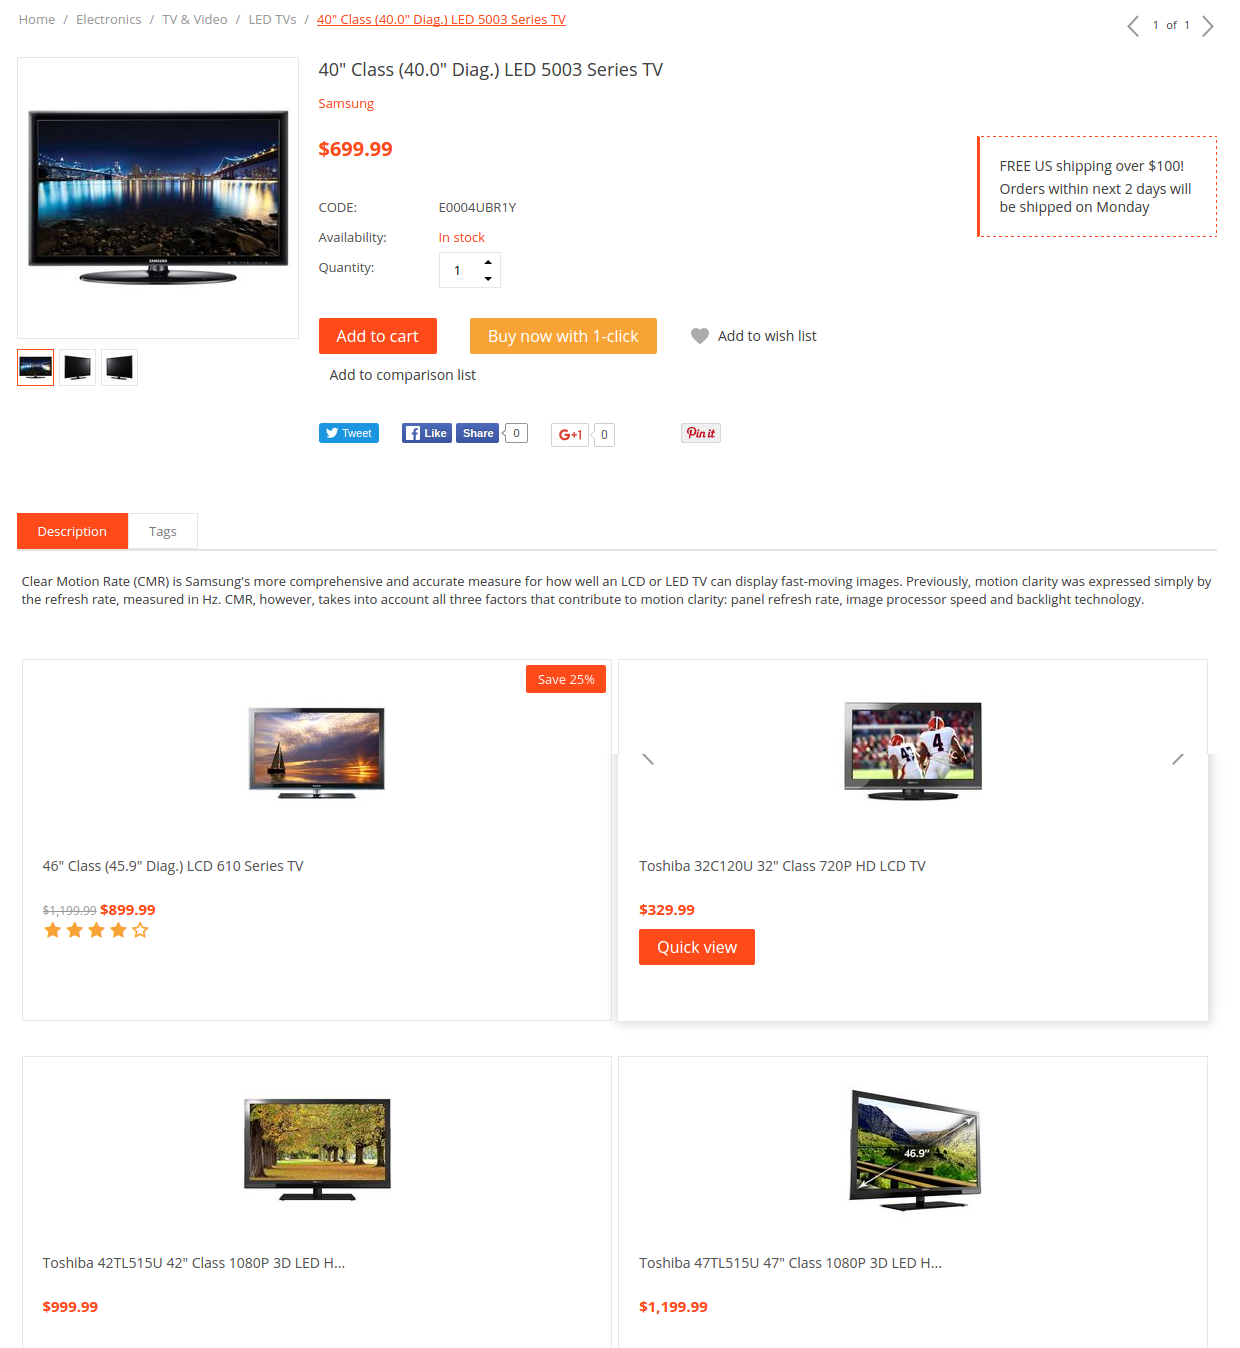 Home / Electronics / TV & Video / LED TVs / 40" Class (40.0" Diag.) LED 5003 Series TV
1 of 1
40" Class (40.0" Diag.) LED 5003 Series TV
Samsung
$699.99
FREE US shipping over $100!
Orders within next 2 days will
be shipped on Monday
CODE: E0004UBR1Y
Availability: In stock
Quantity: 1
SAMSUNG
Add to cart
Buy now with 1-click
Add to wish list
Add to comparison list
Tweet
Like
Share
0
G+1
0
Pin it
Description
Tags
Clear Motion Rate (CMR) is Samsung's more comprehensive and accurate measure for how well an LCD or LED TV can display fast-moving images. Previously, motion clarity was expressed simply by
the refresh rate, measured in Hz. CMR, however, takes into account all three factors that contribute to motion clarity: panel refresh rate, image processor speed and backlight technology.
Save 25%
4
46" Class (45.9" Diag.) LCD 610 Series TV
$1,199.99 $899.99
Toshiba 32C120U 32" Class 720P HD LCD TV
$329.99
Quick view
46.9"
Toshiba 42TL515U 42" Class 1080P 3D LED H...
$999.99
Toshiba 47TL515U 47" Class 1080P 3D LED H...
$1,199.99